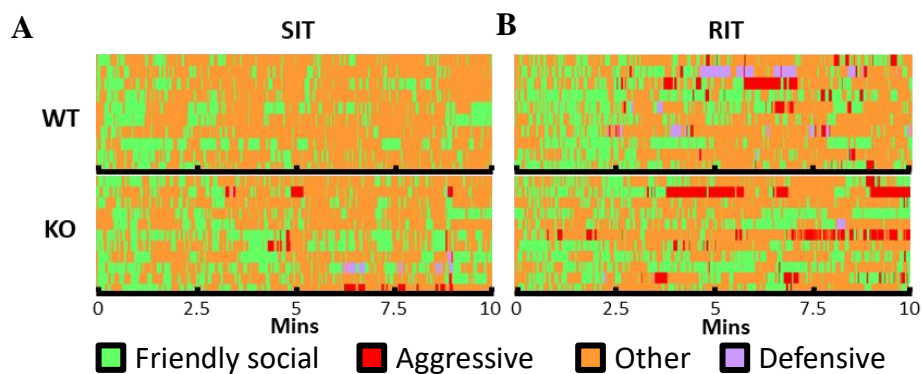 A SIT B RIT
WT
KO
0 2.5 5 7.5 10 0 2.5 5 7.5 10
Mins Mins
Friendly social Aggressive Other Defensive